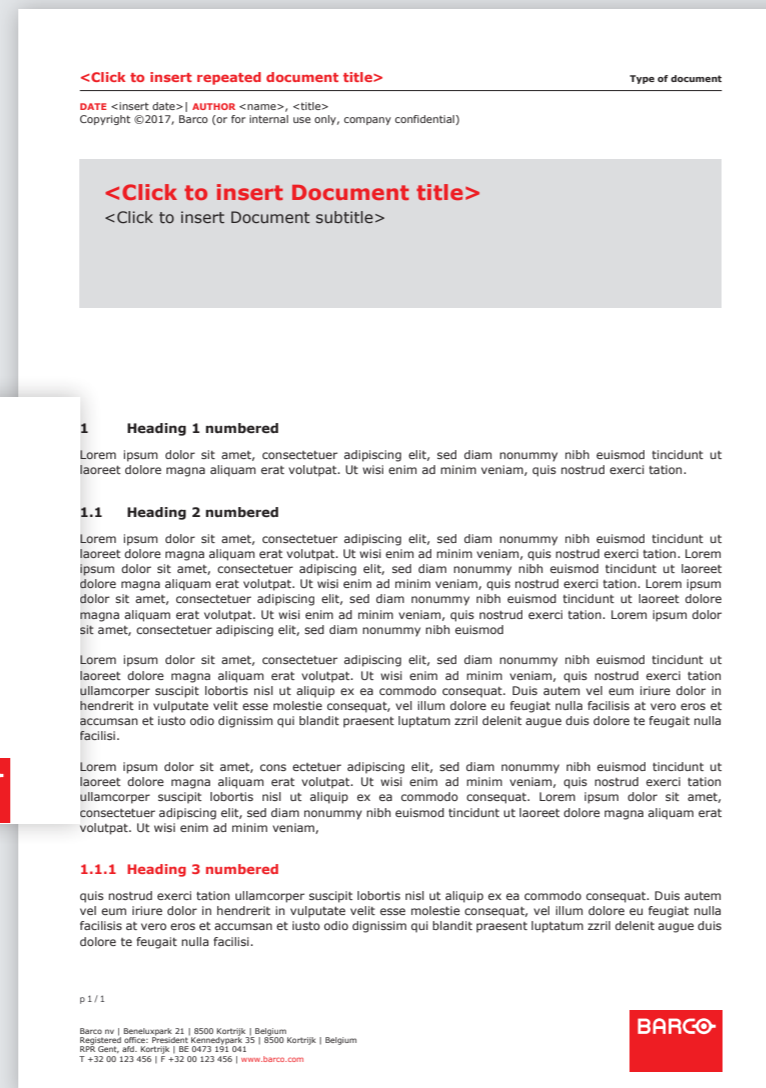 <Click to insert repeated document title>
Type of document
DATE <insert date>| AUTHOR <name>, <title>
Copyright ©2017, Barco (or for internal use only, company confidential)
<Click to insert Document title>
<Click to insert Document subtitle>
1 Heading 1 numbered
Lorem ipsum dolor sit amet, consectetuer adipiscing elit, sed diam nonummy nibh euismod tincidunt ut
laoreet dolore magna aliquam erat volutpat. Ut wisi enim ad minim veniam, quis nostrud exerci tation.
1.1 Heading 2 numbered
Lorem ipsum dolor sit amet, consectetuer adipiscing elit, sed diam nonummy nibh euismod tincidunt ut
laoreet dolore magna aliquam erat volutpat. Ut wisi enim ad minim veniam, quis nostrud exerci tation. Lorem
ipsum dolor sit amet, consectetuer adipiscing elit, sed diam nonummy nibh euismod tincidunt ut laoreet
dolore magna aliquam erat volutpat. Ut wisi enim ad minim veniam, quis nostrud exerci tation. Lorem ipsum
dolor sit amet, consectetuer adipiscing elit, sed diam nonummy nibh euismod tincidunt ut laoreet dolore
magna aliquam erat volutpat. Ut wisi enim ad minim veniam, quis nostrud exerci tation. Lorem ipsum dolor
sit amet, consectetuer adipiscing elit, sed diam nonummy nibh euismod
Lorem ipsum dolor sit amet, consectetuer adipiscing elit, sed diam nonummy nibh euismod tincidunt ut
laoreet dolore magna aliquam erat volutpat. Ut wisi enim ad minim veniam, quis nostrud exerci tation
ullamcorper suscipit lobortis nisl ut aliquip ex ea commodo consequat. Duis autem vel eum iriure dolor in
hendrerit in vulputate velit esse molestie consequat, vel illum dolore eu feugiat nulla facilisis at vero eros et
accumsan et iusto odio dignissim qui blandit praesent luptatum zzril delenit augue duis dolore te feugait nulla
facilisi.
Lorem ipsum dolor sit amet, cons ectetuer adipiscing elit, sed diam nonummy nibh euismod tincidunt ut
laoreet dolore magna aliquam erat volutpat. Ut wisi enim ad minim veniam, quis nostrud exerci tation
ullamcorper suscipit lobortis nisl ut aliquip ex ea commodo consequat. Lorem ipsum dolor sit amet,
consectetuer adipiscing elit, sed diam nonummy nibh euismod tincidunt ut laoreet dolore magna aliquam erat
volutpat. Ut wisi enim ad minim veniam,
1.1.1 Heading 3 numbered
quis nostrud exerci tation ullamcorper suscipit lobortis nisl ut aliquip ex ea commodo consequat. Duis autem
vel eum iriure dolor in hendrerit in vulputate velit esse molestie consequat, vel illum dolore eu feugiat nulla
facilisis at vero eros et accumsan et iusto odio dignissim qui blandit praesent luptatum zzril delenit augue duis
dolore te feugait nulla facilisi.
p 1 / 1
Barco nv | Beneluxpark 21 | 8500 Kortrijk | Belgium
Registered office: President Kennedypark 35 | 8500 Kortrijk | Belgium
RPR Gent, afd. Kortrijk | BE 0473 191 041
T +32 00 123 456 | F +32 00 123 456 | www.barco.com
BARCO